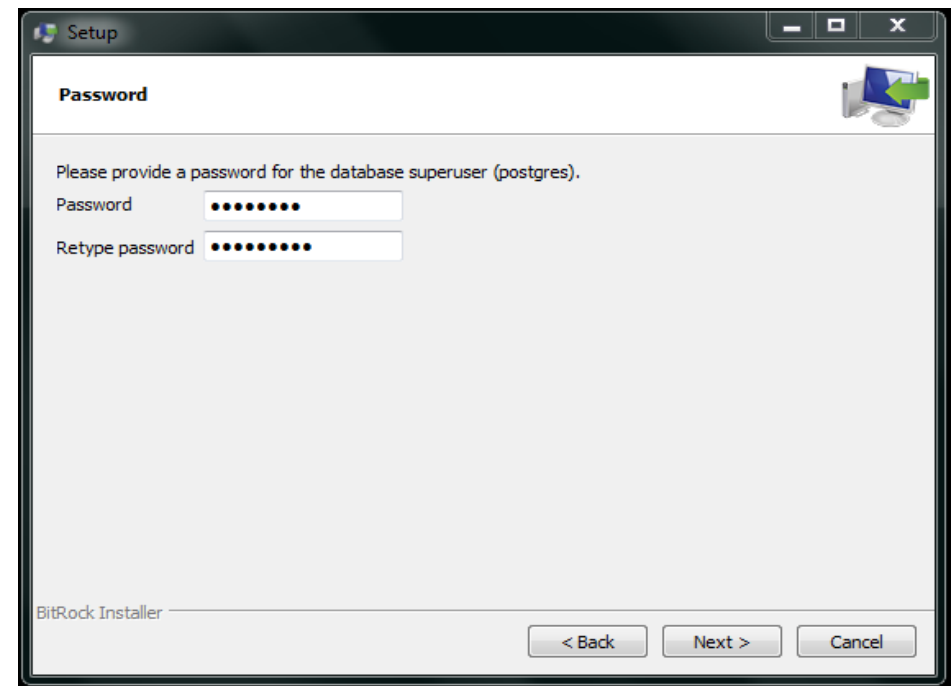 Setup
Password
Please provide a password for the database superuser (postgres).
Password ••••••••
Retype password •••••••••
BitRock Installer
< Back Next > Cancel